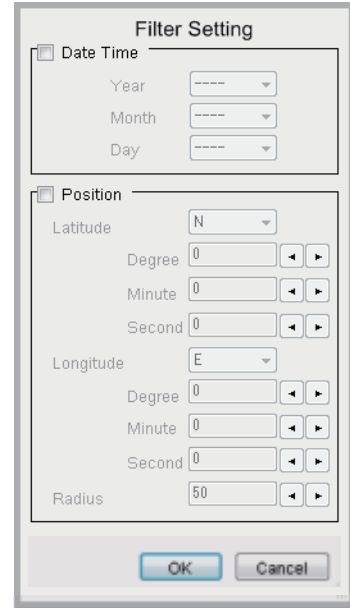 Filter Setting
Date Time
Year ----
Month ----
Day ----
Position
Latitude N
Degree 0
Minute 0
Second 0
Longitude E
Degree 0
Minute 0
Second 0
Radius 50
OK Cancel